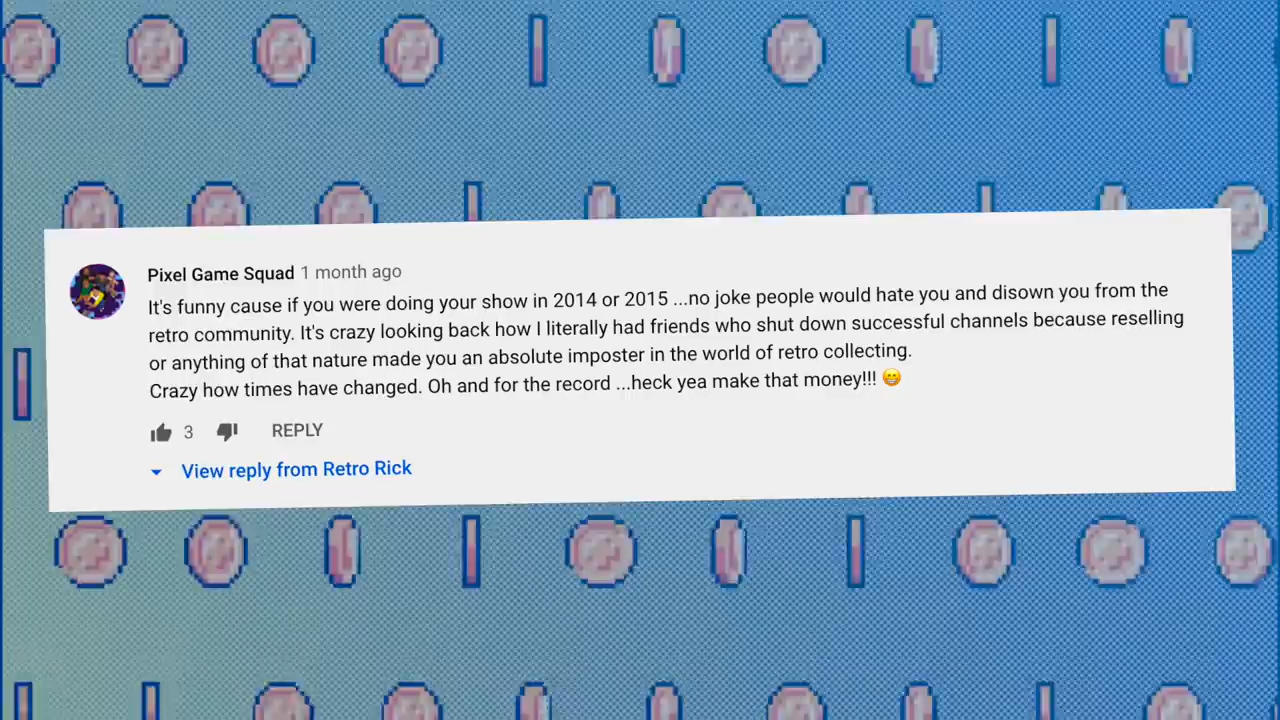 Pixel Game Squad 1 month ago
It's funny cause if you were doing your show in 2014 or 2015 ...no joke people would hate you and disown you from the
retro community. It's crazy looking back how I literally had friends who shut down successful channels because reselling
or anything of that nature made you an absolute imposter in the world of retro collecting.
Crazy how times have changed. Oh and for the record ...heck yea make that money!!! 😁
3 REPLY
View reply from Retro Rick